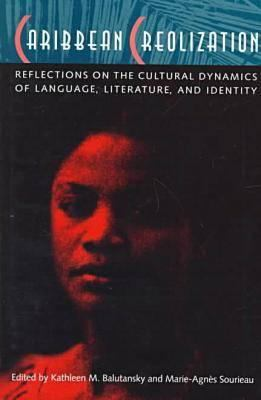 CARIBBEAN CREOLIZATION
REFLECTIONS ON THE CULTURAL DYNAMICS
OF LANGUAGE, LITERATURE, AND IDENTITY
Edited by Kathleen M. Balutansky and Marie-Agnès Sourieau